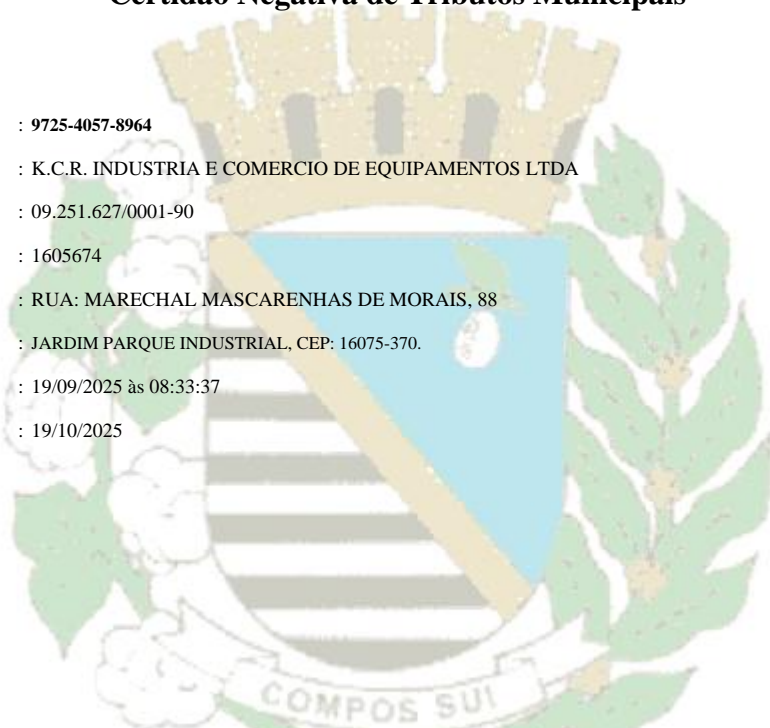 Certidão Negativa de Tributos Municipais
: 9725-4057-8964
: K.C.R. INDUSTRIA E COMERCIO DE EQUIPAMENTOS LTDA
: 09.251.627/0001-90
: 1605674
: RUA: MARECHAL MASCARENHAS DE MORAIS, 88
: JARDIM PARQUE INDUSTRIAL, CEP: 16075-370.
: 19/09/2025 às 08:33:37
: 19/10/2025
COMPOS SUI